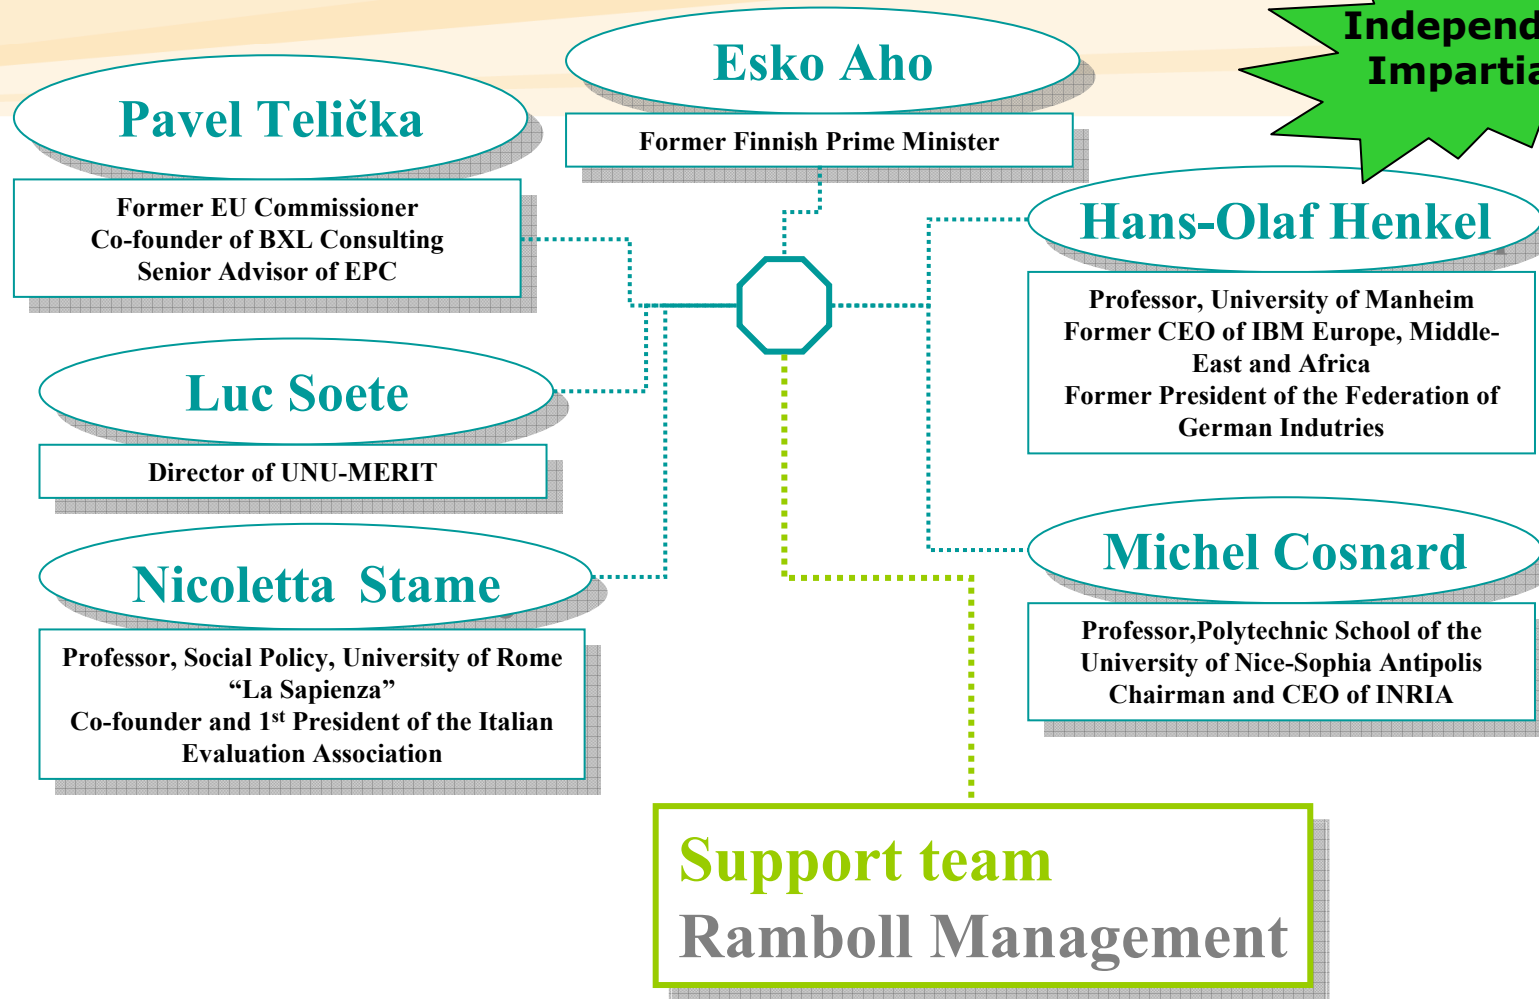 Independ
Impartia
Esko Aho
Former Finnish Prime Minister
Pavel Telička
Former EU Commissioner
Co-founder of BXL Consulting
Senior Advisor of EPC
Hans-Olaf Henkel
Professor, University of Manheim
Former CEO of IBM Europe, Middle-
East and Africa
Former President of the Federation of
German Indutries
Luc Soete
Director of UNU-MERIT
Nicoletta Stame
Professor, Social Policy, University of Rome
“La Sapienza”
Co-founder and 1st President of the Italian
Evaluation Association
Michel Cosnard
Professor,Polytechnic School of the
University of Nice-Sophia Antipolis
Chairman and CEO of INRIA
Support team
Ramboll Management